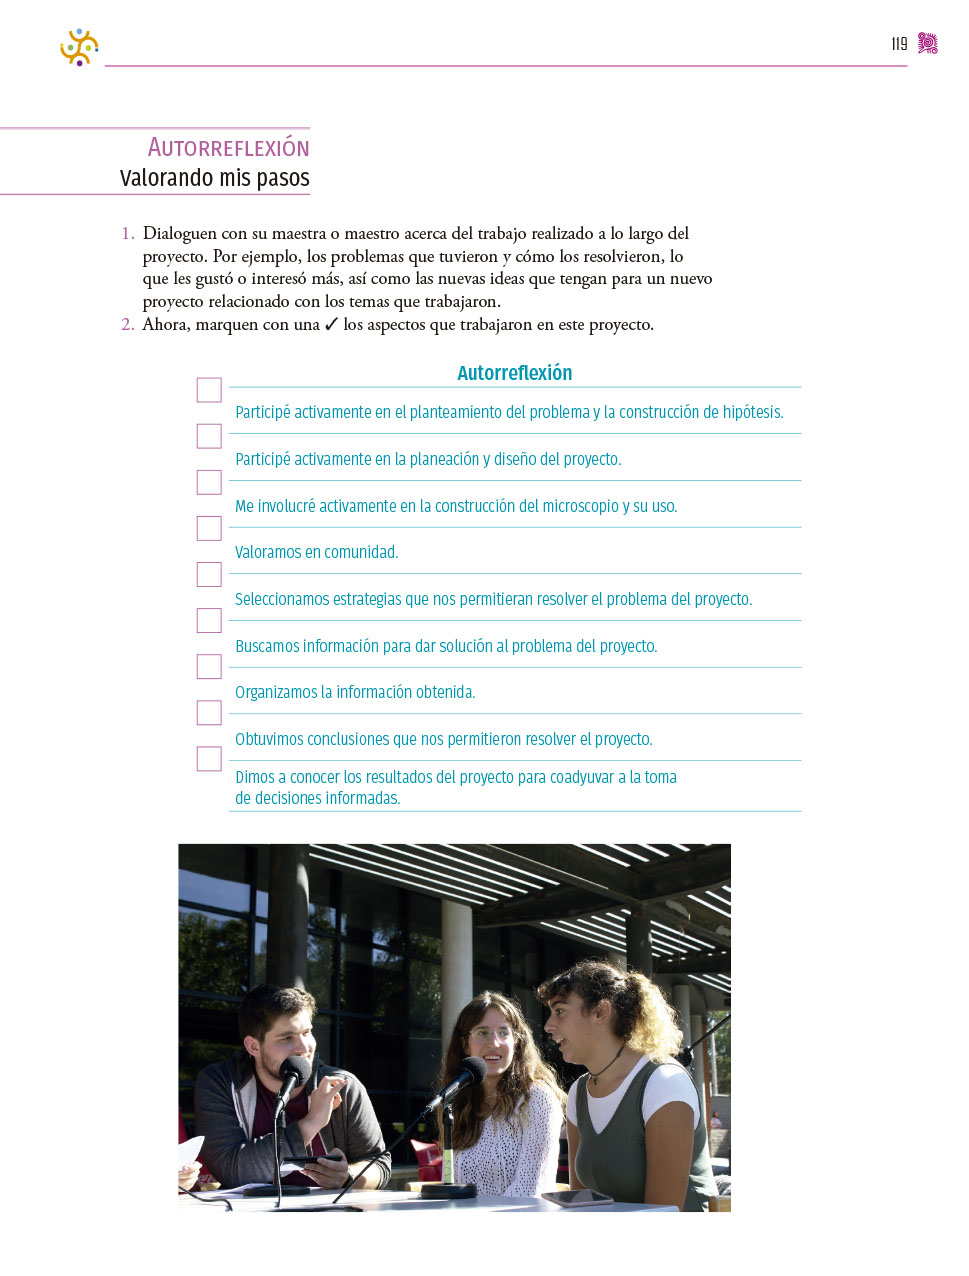 119
AUTORREFLEXIÓN
Valorando mis pasos
1. Dialoguen con su maestra o maestro acerca del trabajo realizado a lo largo del
proyecto. Por ejemplo, los problemas que tuvieron y cómo los resolvieron, lo
que les gustó o interesó más, así como las nuevas ideas que tengan para un nuevo
proyecto relacionado con los temas que trabajaron.
2. Ahora, marquen con una ✓ los aspectos que trabajaron en este proyecto.
Autorreflexión
Participé activamente en el planteamiento del problema y la construcción de hipótesis.
Participé activamente en la planeación y diseño del proyecto.
Me involucré activamente en la construcción del microscopio y su uso.
Valoramos en comunidad.
Seleccionamos estrategias que nos permitieran resolver el problema del proyecto.
Buscamos información para dar solución al problema del proyecto.
Organizamos la información obtenida.
Obtuvimos conclusiones que nos permitieron resolver el proyecto.
Dimos a conocer los resultados del proyecto para coadyuvar a la toma
de decisiones informadas.